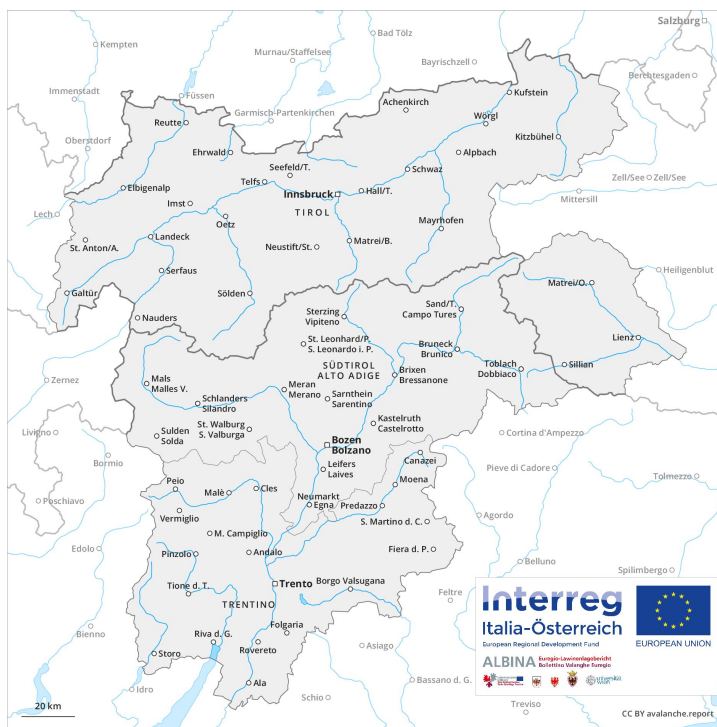 Salzburg
Bad Tölz
Kempten
Murnau/Staffelsee
Bayrischzell
Berchtesgaden
Immenstadt
Füssen
Kufstein
Garmisch-Partenkirchen
Achenkirch
Reutte
Wörgl
Oberstdorf
Ehrwald
Kitzbühel
Alpbach
Seefeld/T.
Schwaz
Telfs
Zell/See
Zell/See
Elbigenalp
Innsbruck
Hall/T.
Mittersill
Imst
TIROL
Lech
Oetz
Mayrhofen
Landeck
St. Anton/A.
Neustift/St.
Matrei/B.
Serfaus
Heiligenblut
Matrei/O.
Galtür
Sölden
Sand/T.
Campo Tures
Nauders
Sterzing
Vipiteno
Lienz
St. Leonhard/P.
S. Leonardo i. P.
Bruneck
Brunico
Toblach
Dobbiaco
Sillian
SÜDTIROL
ALTO ADIGE
Brixen
Bressanone
Zernez
Mals
Malles V.
Meran
Merano
Schlanders
Silandro
Sarnthein
Sarentino
St. Walburg
S. Valburga
Kastelruth
Castelrotto
Livigno
Sulden
Solda
Cortina d'Ampezzo
Bozen
Bolzano
Bormio
Canazei
Pieve di Cadore
Leifers
Laives
Tolmezzo
Peio
Moena
Poschiavo
Malè
Cles
Neumarkt
Egna
Predazzo
Vermiglio
Agordo
S. Martino d. C.
M. Campiglio
Edolo
Pinzolo
Andalo
Fiera d. P.
Belluno
Spilimbergo
Tione d. T.
Trento
Borgo Valsugana
Feltre
TRENTINO
Bienno
Folgaria
Riva d. G.
Rovereto
Asiago
Storo
Idro
Ala
Schio
Bassano d. G.
Treviso
Interreg
Italia-Österreich
European Regional Development Fund
EUROPEAN UNION
ALBINA
Euregio-Lawinenlagebericht
Bollettino Valanghe Euregio
20 km
CC BY avalanche.report